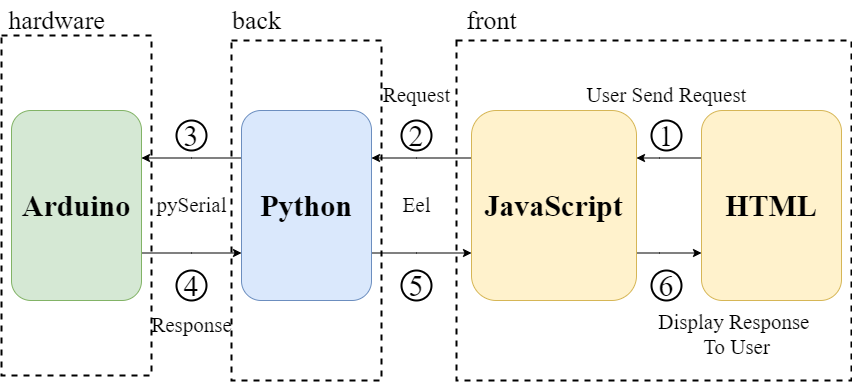 hardware
back
front
Request
User Send Request
③
②
①
Arduino
pySerial
Python
Eel
JavaScript
HTML
④
⑤
⑥
Response
Display Response
To User